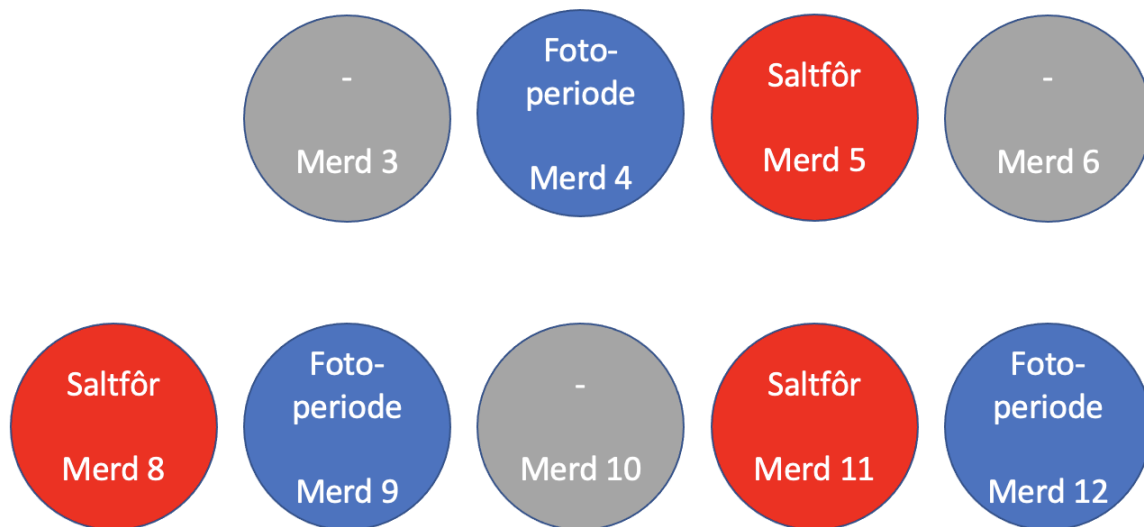 -
Merd 3
Foto-
periode
Merd 4
Saltfôr
Merd 5
-
Merd 6
Saltfôr
Merd 8
Foto-
periode
Merd 9
-
Merd 10
Saltfôr
Merd 11
Foto-
periode
Merd 12